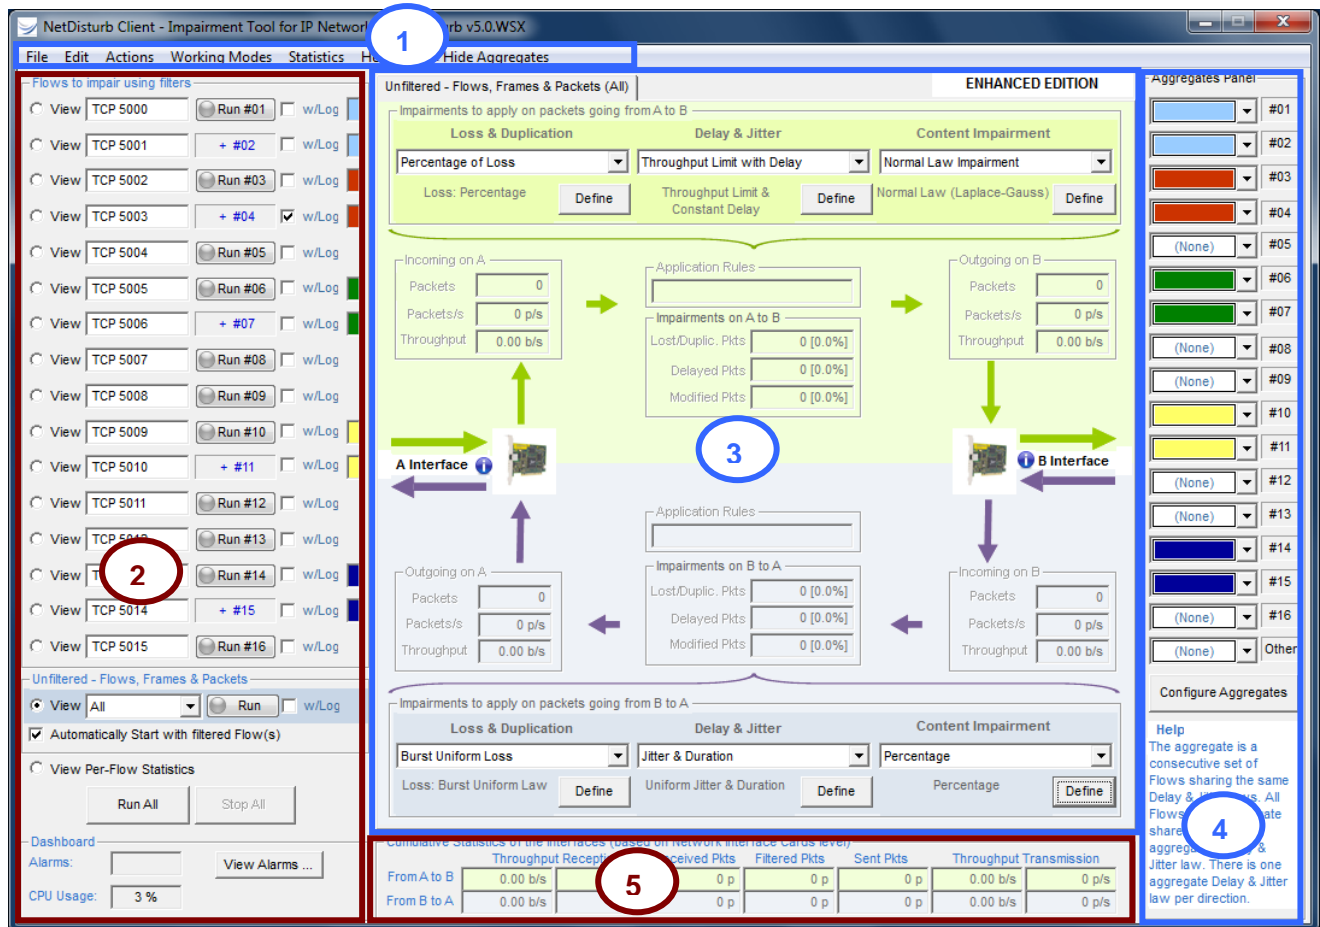 NetDisturb Client - Impairment Tool for IP Networ rb v5.0.WSX
1
File Edit Actions Working Modes Statistics Hide Aggregates
Flows to impair using filters
View TCP 5000 Run #01 w/Log
View TCP 5001 + #02 w/Log
View TCP 5002 Run #03 w/Log
View TCP 5003 + #04 w/Log
View TCP 5004 Run #05 w/Log
View TCP 5005 Run #06 w/Log
View TCP 5006 + #07 w/Log
View TCP 5007 Run #08 w/Log
View TCP 5008 Run #09 w/Log
View TCP 5009 Run #10 w/Log
View TCP 5010 + #11 w/Log
View TCP 5011 Run #12 w/Log
View TCP Run #13 w/Log
View Run #14 w/Log
2
View TCP 5014 + #15 w/Log
View TCP 5015 Run #16 w/Log
Unfiltered - Flows, Frames & Packets
View All Run w/Log
Automatically Start with filtered Flow(s)
View Per-Flow Statistics
Run All Stop All
Dashboard
Alarms: View Alarms ...
CPU Usage: 3 %
Unfiltered - Flows, Frames & Packets (All) ENHANCED EDITION
Impairments to apply on packets going from A to B
Loss & Duplication Delay & Jitter Content Impairment
Percentage of Loss Throughput Limit with Delay Normal Law Impairment
Loss: Percentage Define Throughput Limit & Constant Delay Define Normal Law (Laplace-Gauss) Define
Incoming on A
Packets 0
Packets/s 0 p/s
Throughput 0.00 b/s
Application Rules
Impairments on A to B
Lost/Duplic. Pkts 0 [0.0%]
Delayed Pkts 0 [0.0%]
Modified Pkts 0 [0.0%]
Outgoing on B
Packets 0
Packets/s 0 p/s
Throughput 0.00 b/s
3
A Interface B Interface
Application Rules
Outgoing on A
Packets 0
Packets/s 0 p/s
Throughput 0.00 b/s
Impairments on B to A
Lost/Duplic. Pkts 0 [0.0%]
Delayed Pkts 0 [0.0%]
Modified Pkts 0 [0.0%]
Incoming on B
Packets 0
Packets/s 0 p/s
Throughput 0.00 b/s
Impairments to apply on packets going from B to A
Loss & Duplication Delay & Jitter Content Impairment
Burst Uniform Loss Jitter & Duration Percentage
Loss: Burst Uniform Law Define Uniform Jitter & Duration Define Percentage Define
Cumulative Statistics of the Interfaces (based on Network Interface Cards level)
Throughput Recepti ceived Pkts Filtered Pkts Sent Pkts Throughput Transmission
From A to B 0.00 b/s 0 p 0 p 0 p 0.00 b/s 0 p/s
5
From B to A 0.00 b/s 0 p 0 p 0 p 0.00 b/s 0 p/s
Aggregates Panel
#01
#02
#03
#04
(None) #05
#06
#07
(None) #08
(None) #09
#10
#11
(None) #12
(None) #13
#14
#15
(None) #16
(None) Other
Configure Aggregates
Help
The aggregate is a
consecutive set of
Flows sharing the same
Delay & All
Flows
share
4
aggreg &
Jitter law. There is one
aggregate Delay & Jitter
law per direction.